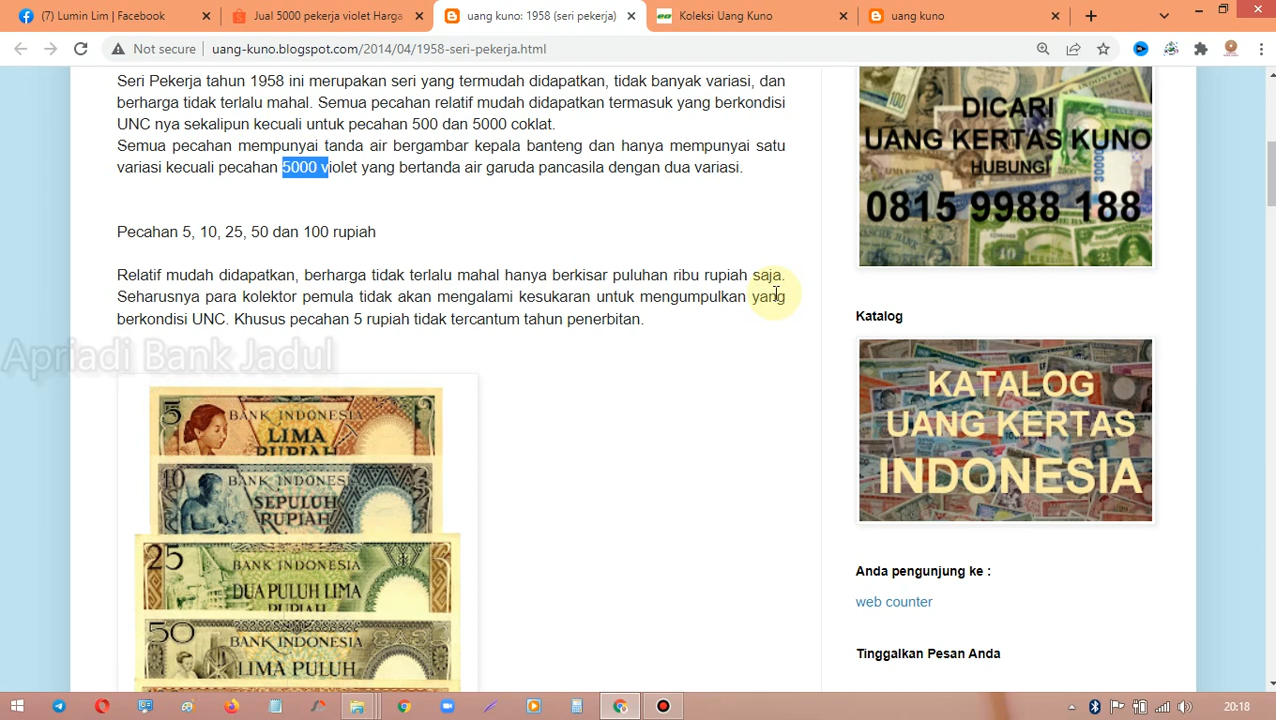 (7) Lumin Lim | Facebook
Jual 5000 pekerja violet Harga
uang kuno: 1958 (seri pekerja)
Koleksi Uang Kuno
uang kuno
Not secure
uang-kuno.blogspot.com/2014/04/1958-seri-pekerja.html
Seri Pekerja tahun 1958 ini merupakan seri yang termudah didapatkan, tidak banyak variasi, dan
berharga tidak terlalu mahal. Semua pecahan relatif mudah didapatkan termasuk yang berkondisi
UNC nya sekalipun kecuali untuk pecahan 500 dan 5000 coklat.
Semua pecahan mempunyai tanda air bergambar kepala banteng dan hanya mempunyai satu
variasi kecuali pecahan 5000 violet yang bertanda air garuda pancasila dengan dua variasi.
Pecahan 5, 10, 25, 50 dan 100 rupiah
Relatif mudah didapatkan, berharga tidak terlalu mahal hanya berkisar puluhan ribu rupiah saja.
Seharusnya para kolektor pemula tidak akan mengalami kesukaran untuk mengumpulkan yang
berkondisi UNC. Khusus pecahan 5 rupiah tidak tercantum tahun penerbitan.
Apriadi Bank Jadul
5
BANK INDONESIA
LIMA
RUPIAH
10
BANK INDONESIA
SEPULUH
RUPIAH
25
BANK INDONESIA
DUA PULUH LIMA
RUPIAH
50
BANK INDONESIA
LIMA PULUH
100
DICARI
UANG KERTAS KUNO
HUBUNGI
0815 9988 188
Katalog
KATALOG
UANG KERTAS
INDONESIA
Anda pengunjung ke :
web counter
Tinggalkan Pesan Anda
20:18